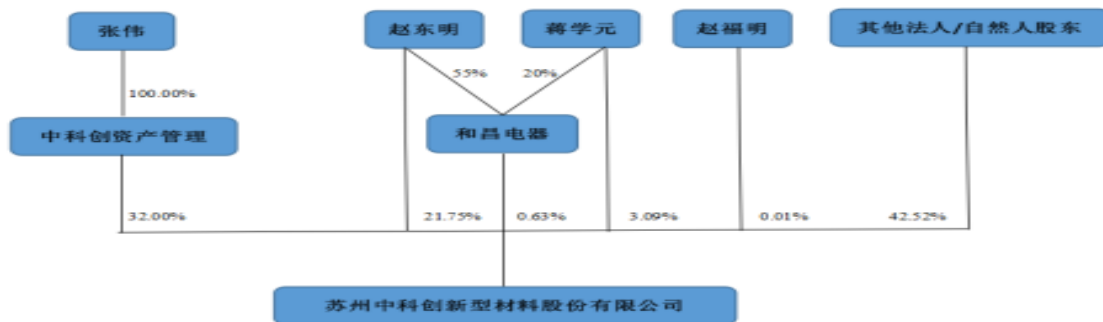 张伟
赵东明
蒋学元
赵福明
其他法人/自然人股东
55%
20%
100.00%
中科创资产管理
和昌电器
32.00%
21.75%
0.63%
3.09%
0.01%
42.52%
苏州中科创新型材料股份有限公司